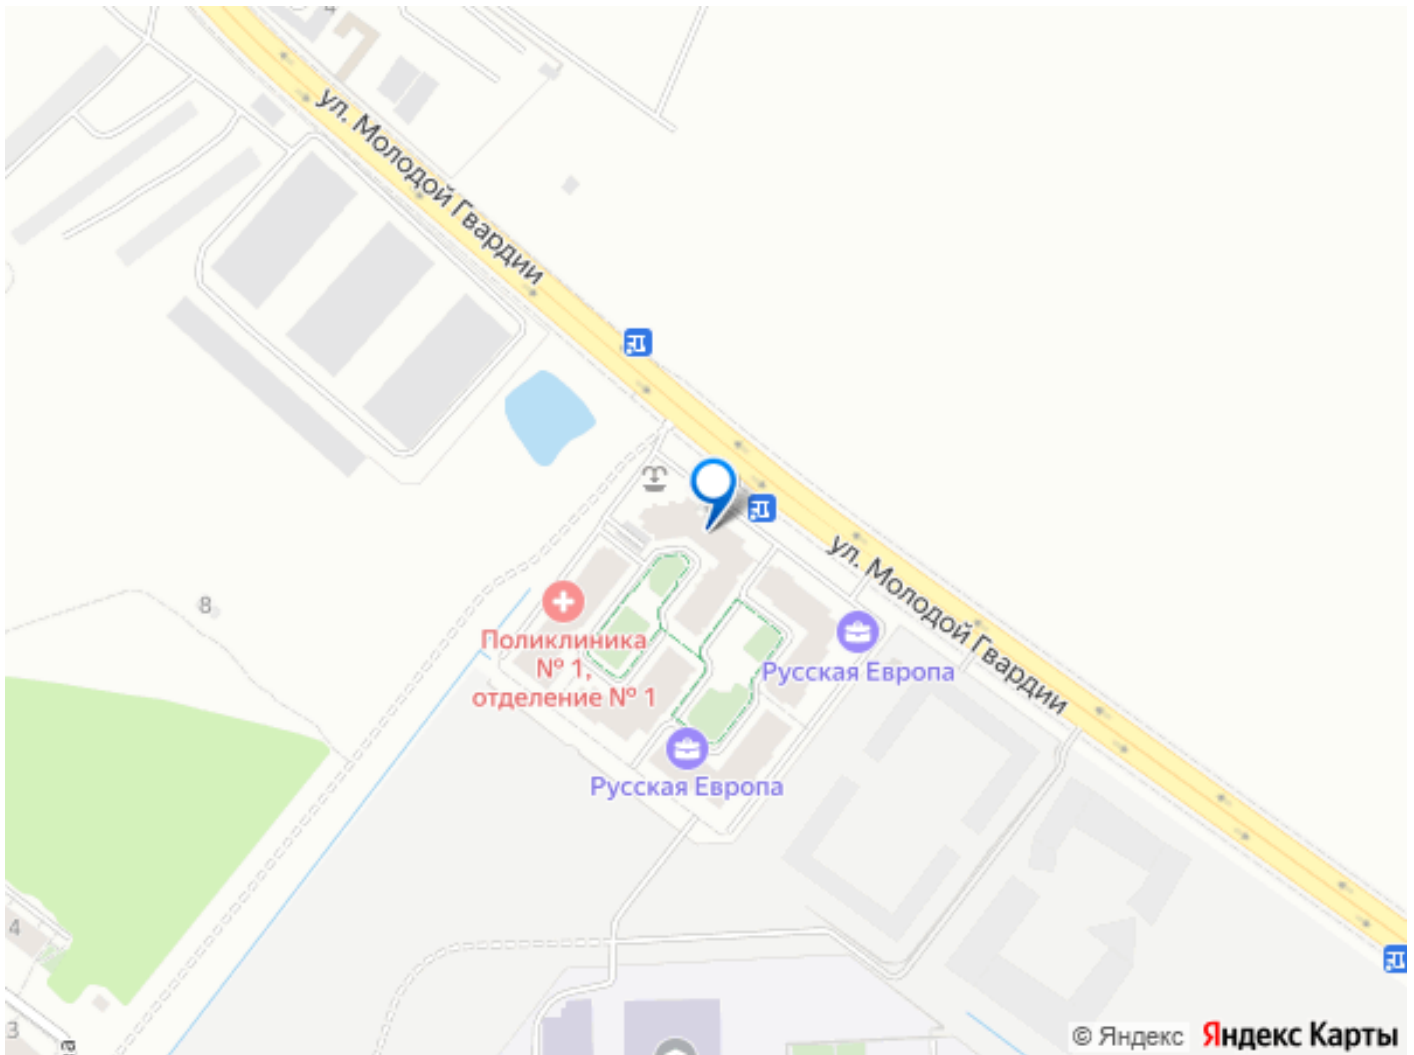 4
ул. Молодой Гвардии
8
Поликлиника
№ 1,
отделение № 1
ул. Молодой Гвардии
Русская Европа
Русская Европа
4
3
© Яндекс Яндекс Карты